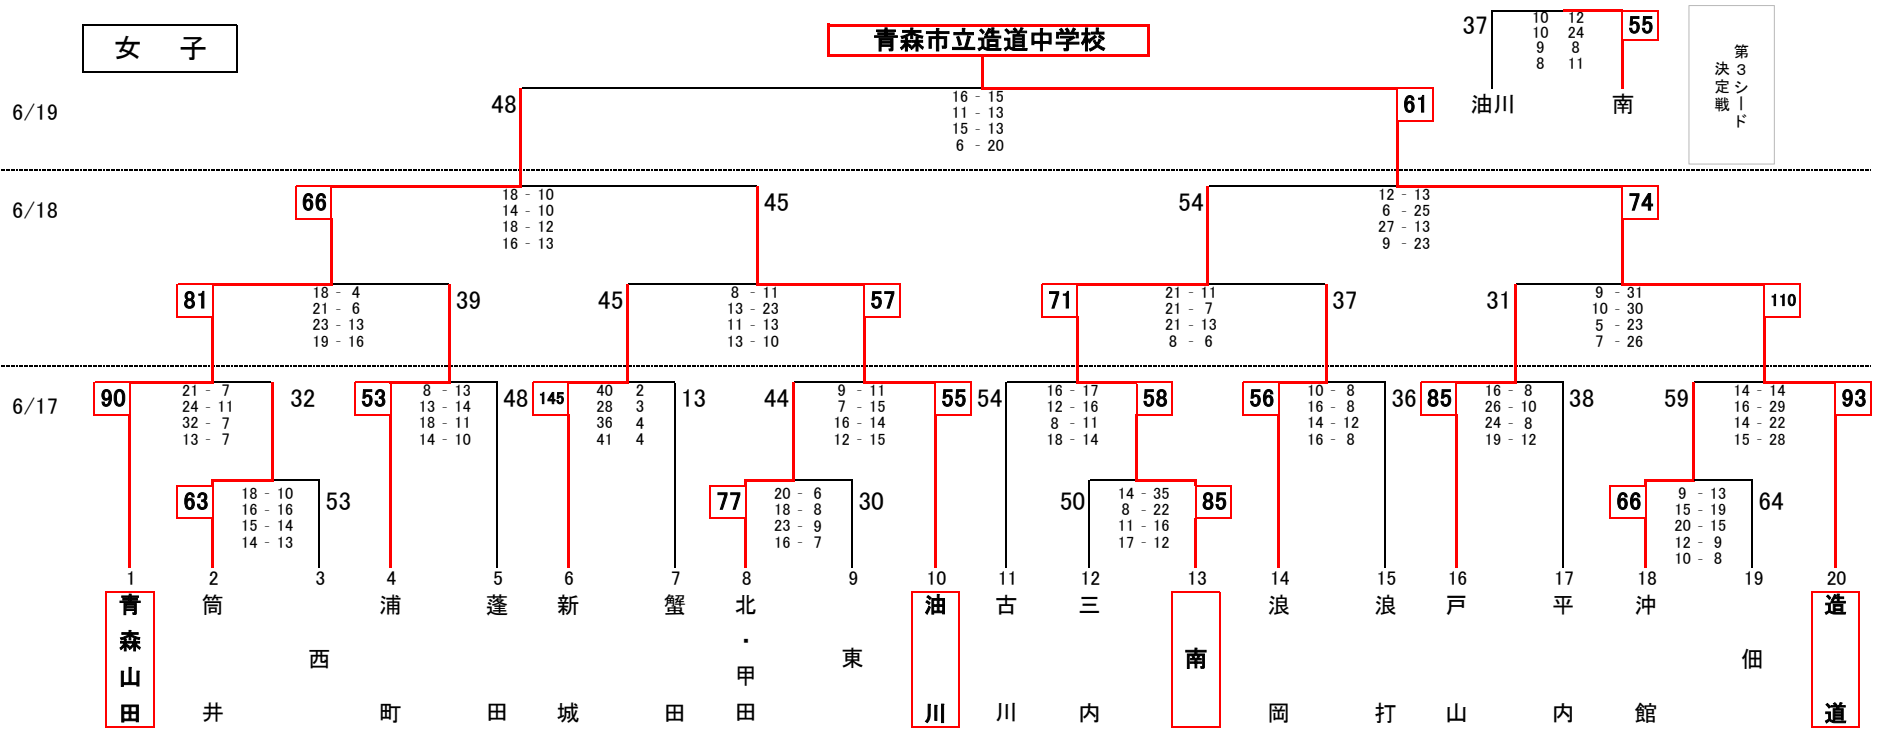 女 子
青森市立造道中学校
37
10 12
10 24
9 8
8 11
55
油川 南
第3シード
決定戦
6/19
48
16 - 15
11 - 13
15 - 13
6 - 20
61
6/18
66
18 - 10
14 - 10
18 - 12
16 - 13
45
54
12 - 13
6 - 25
27 - 13
9 - 23
74
81
18 - 4
21 - 6
23 - 13
19 - 16
39
45
8 - 11
13 - 23
11 - 13
13 - 10
57
71
21 - 11
21 - 7
21 - 13
8 - 6
37
31
9 - 31
10 - 30
5 - 23
7 - 26
110
6/17
90
21 - 7
24 - 11
32 - 7
13 - 7
32
53
8 - 13
13 - 14
18 - 11
14 - 10
48
145
40 2
28 3
36 4
41 4
13
44
9 - 11
7 - 15
16 - 14
12 - 15
55
54
16 - 17
12 - 16
8 - 11
18 - 14
58
56
10 - 8
16 - 8
14 - 12
16 - 8
36
85
16 - 8
26 - 10
24 - 8
19 - 12
38
59
14 - 14
16 - 29
14 - 22
15 - 28
93
63
18 - 10
16 - 16
15 - 14
14 - 13
53
77
20 - 6
18 - 8
23 - 9
16 - 7
30
50
14 - 35
8 - 22
11 - 16
17 - 12
85
66
9 - 13
15 - 19
20 - 15
12 - 9
10 - 8
64
1 2 3 4 5 6 7 8 9 10 11 12 13 14 15 16 17 18 19 20
青森山田
筒井
西
浦町
蓬田
新城
蟹田
北・甲田
東
油川
古川
三内
南
浪岡
浪打
戸山
平内
沖館
佃
造道